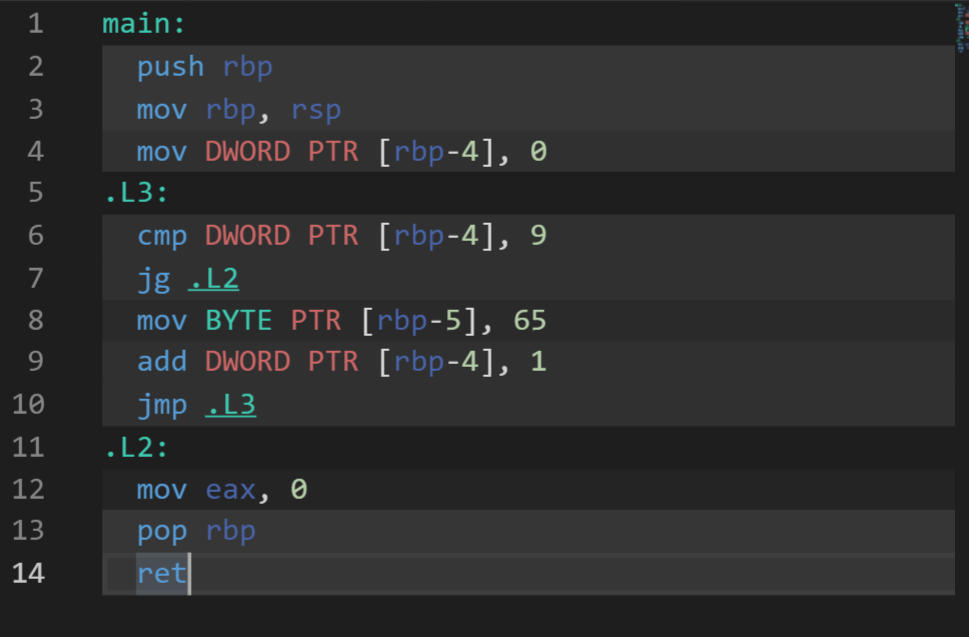 1 main:
2 push rbp
3 mov rbp, rsp
4 mov DWORD PTR [rbp-4], 0
5 .L3:
6 cmp DWORD PTR [rbp-4], 9
7 jg .L2
8 mov BYTE PTR [rbp-5], 65
9 add DWORD PTR [rbp-4], 1
10 jmp .L3
11 .L2:
12 mov eax, 0
13 pop rbp
14 ret